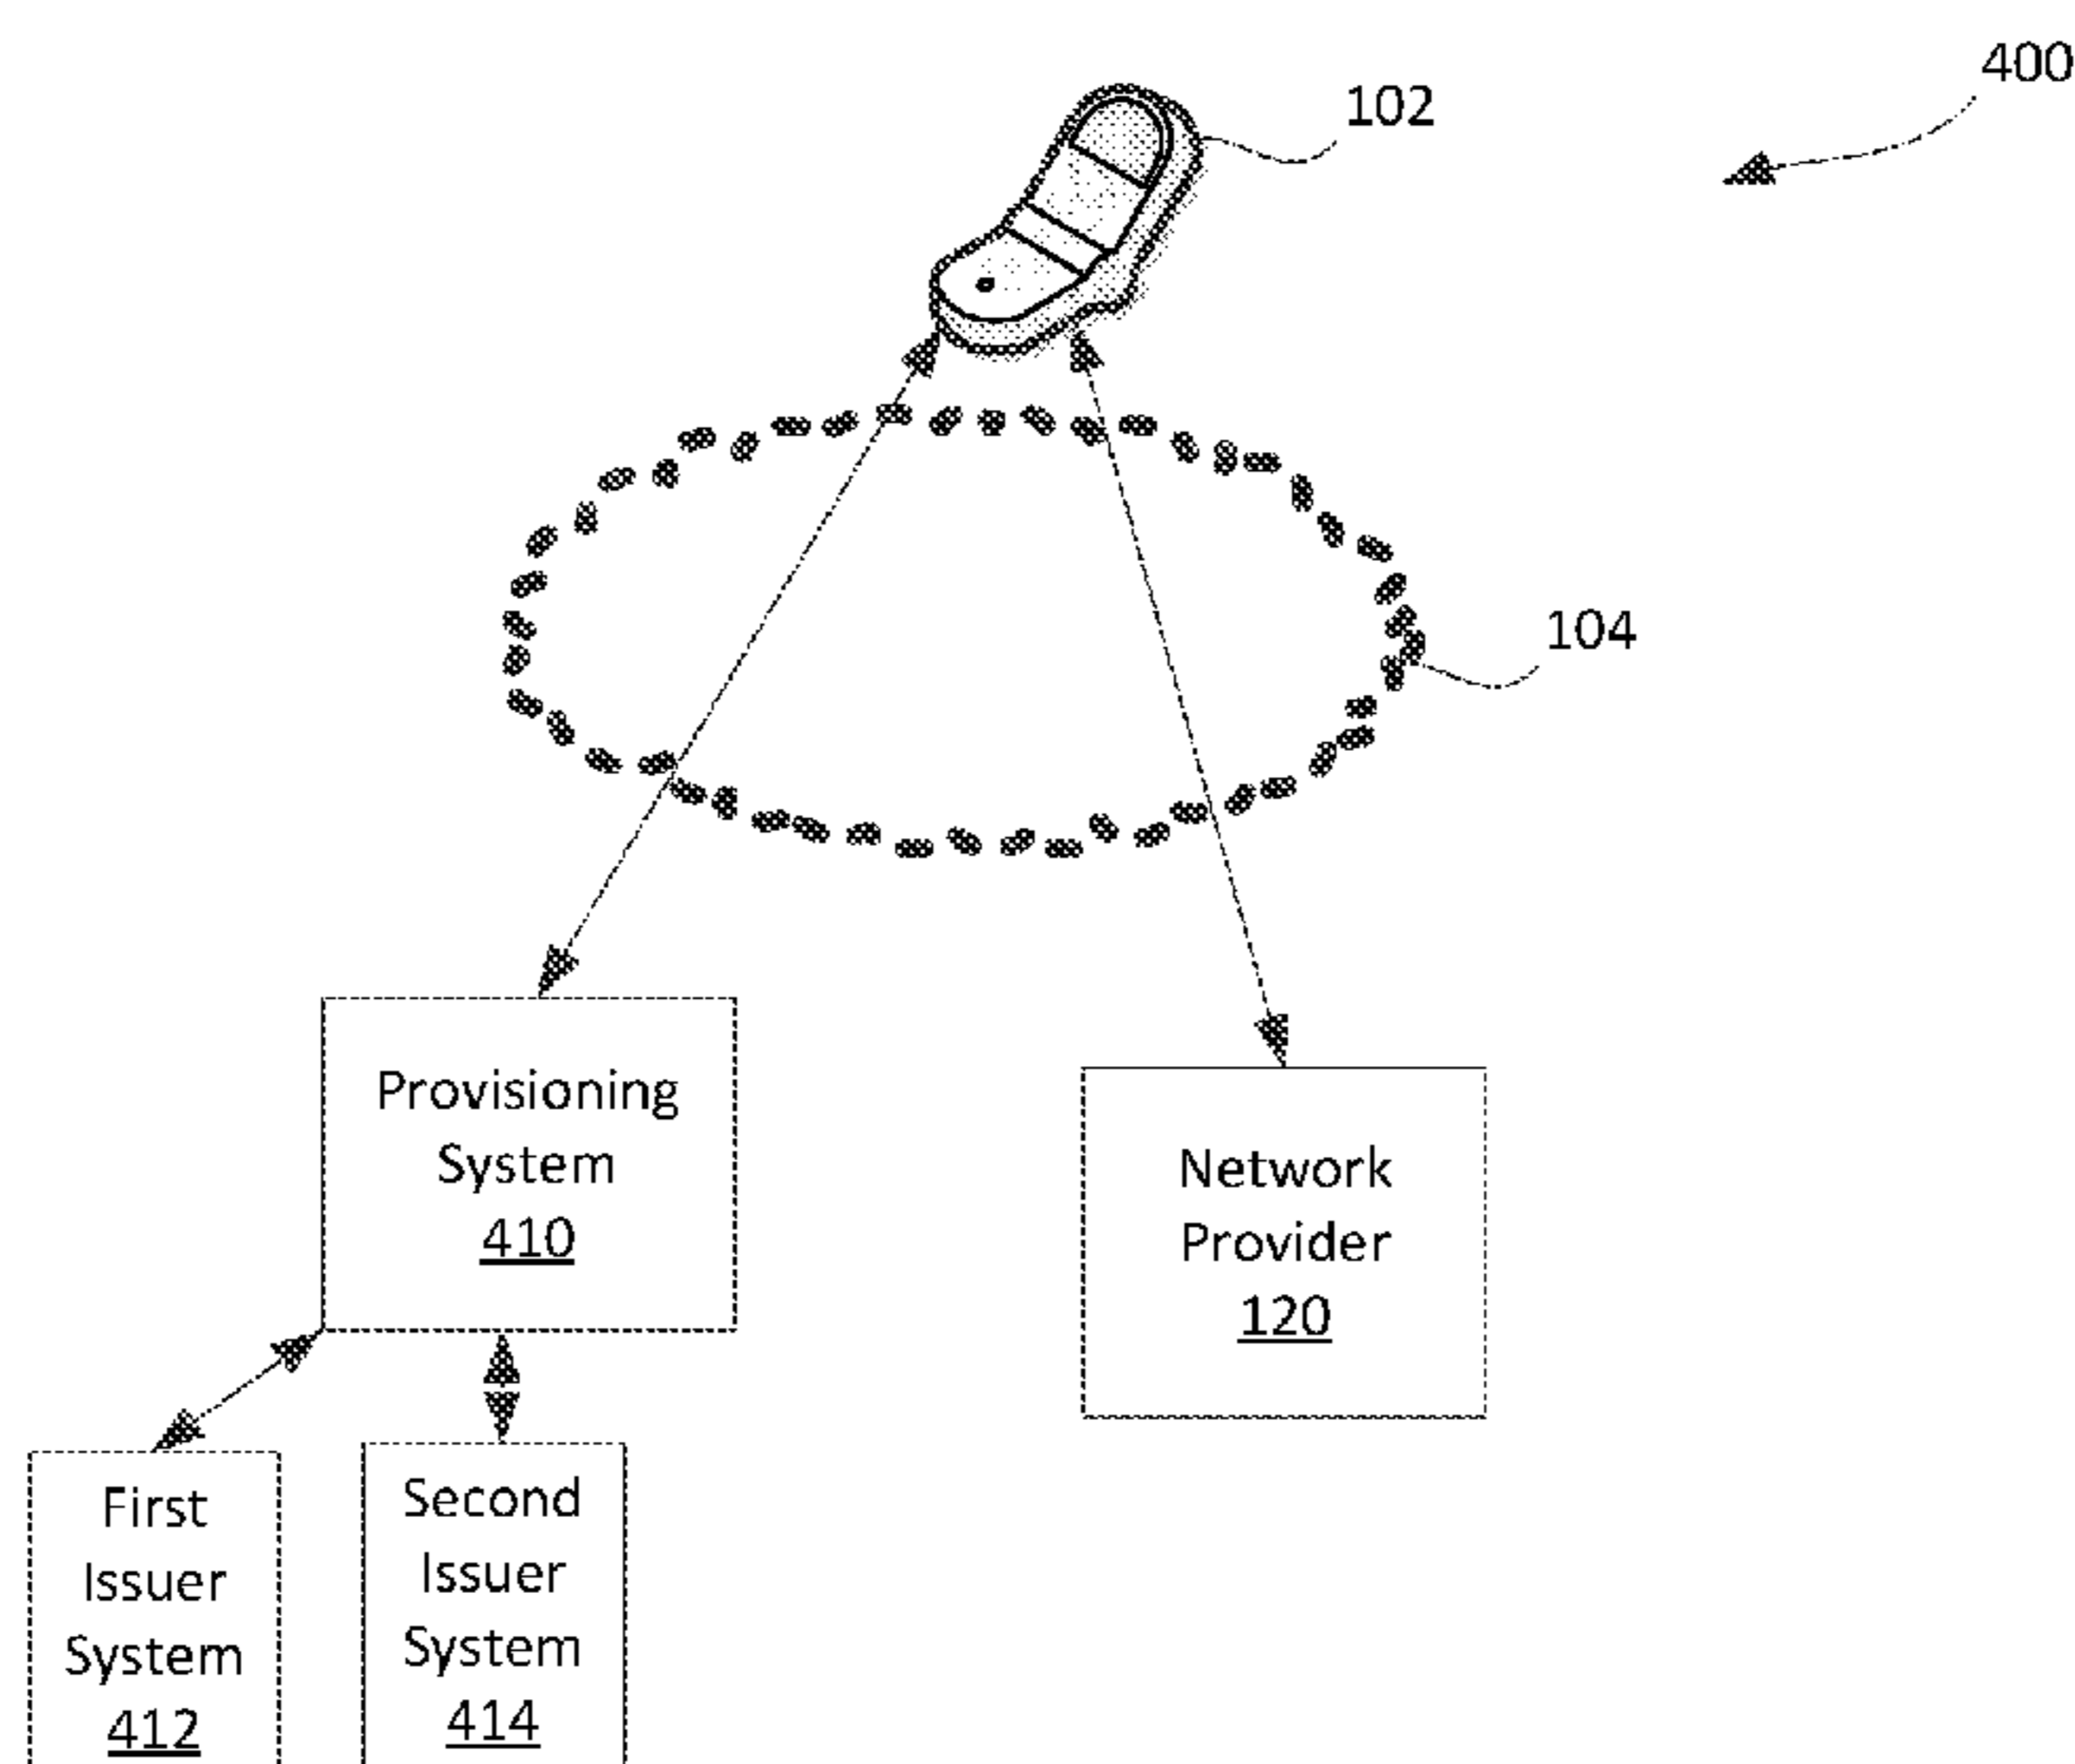 400
102
104
Provisioning
System
410
Network
Provider
120
First
Issuer
System
412
Second
Issuer
System
414